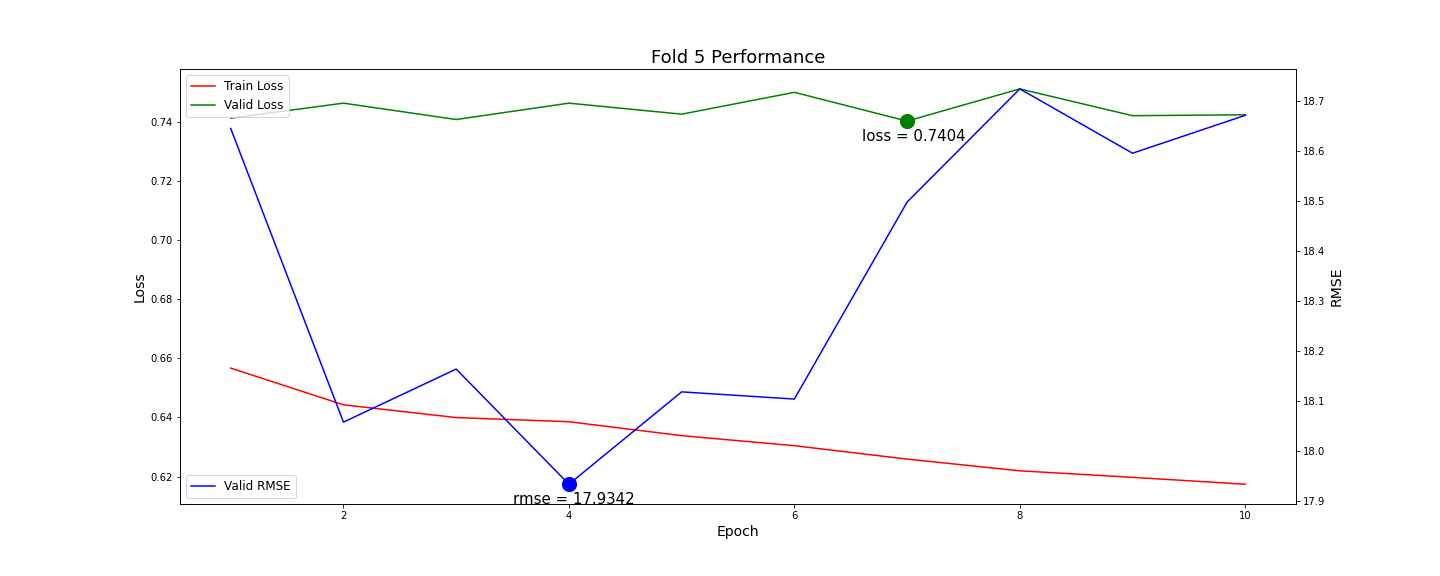 Fold 5 Performance
Train Loss
Valid Loss
0.74
0.72
0.70
0.68
0.66
0.64
0.62
Loss
loss = 0.7404
rmse = 17.9342
Valid RMSE
18.7
18.6
18.5
18.4
18.3
18.2
18.1
18.0
17.9
RMSE
2 4 6 8 10
Epoch